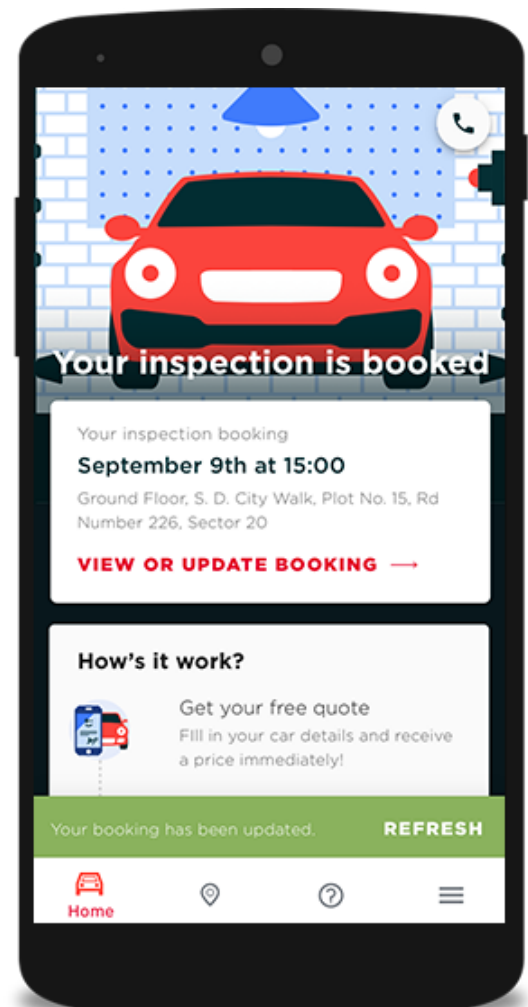 Your inspection is booked
Your inspection booking
September 9th at 15:00
Ground Floor, S. D. City Walk, Plot No. 15, Rd
Number 226, Sector 20
VIEW OR UPDATE BOOKING
How's it work?
Get your free quote
FIll in your car details and receive
a price immediately!
Your booking has been updated.
REFRESH
Home